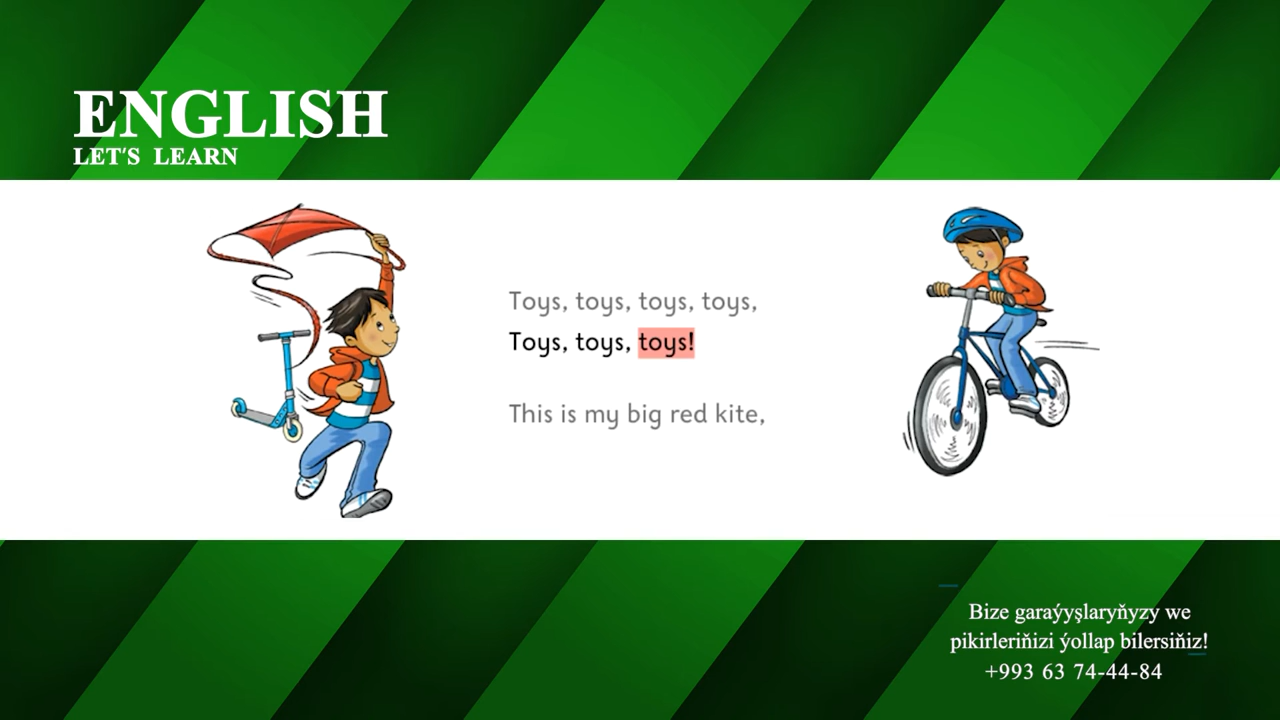 ENGLISH
LET'S LEARN
Toys, toys, toys, toys,
Toys, toys, toys!
This is my big red kite,
Bize garaýyşlaryňyzy we
pikirleriňizi ýollap bilersiňiz!
+993 63 74-44-84